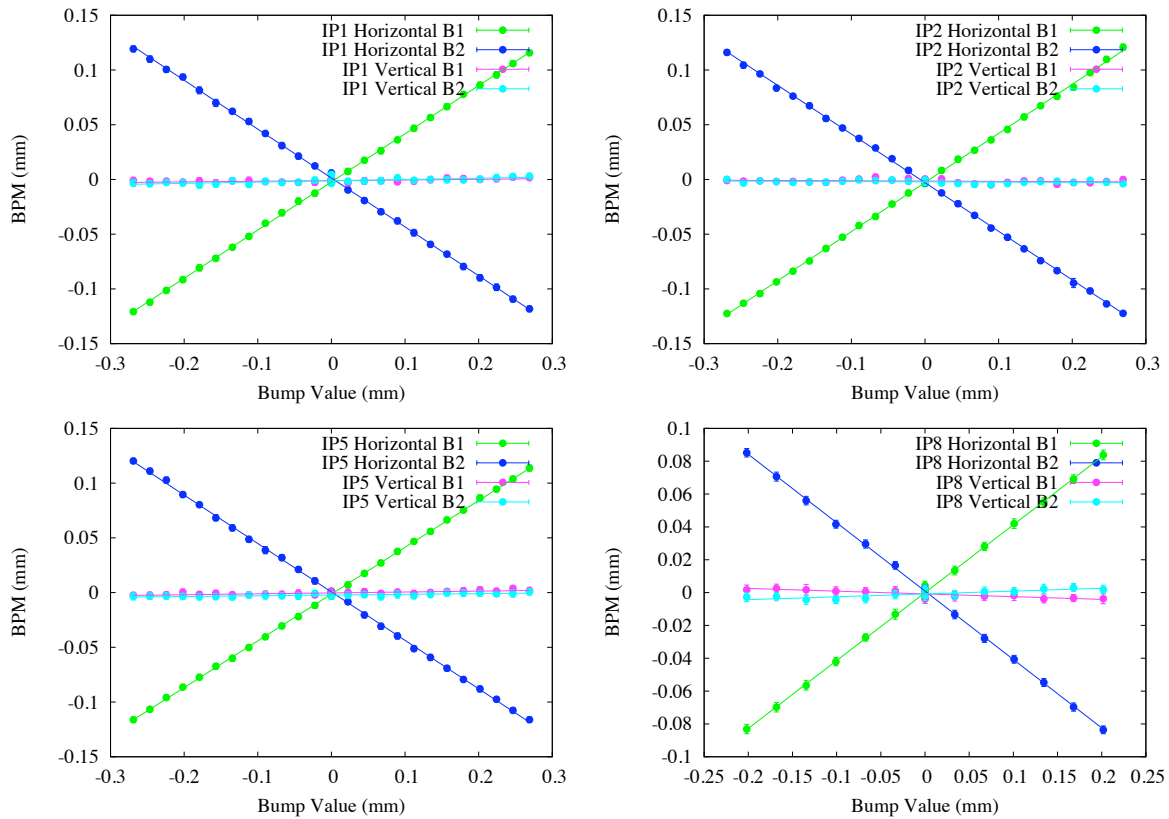 0.15
0.1
0.05
0
-0.05
-0.1
-0.15
BPM (mm)
IP1 Horizontal B1
IP1 Horizontal B2
IP1 Vertical B1
IP1 Vertical B2
-0.3 -0.2 -0.1 0 0.1 0.2 0.3
Bump Value (mm)
0.15
0.1
0.05
0
-0.05
-0.1
-0.15
BPM (mm)
IP2 Horizontal B1
IP2 Horizontal B2
IP2 Vertical B1
IP2 Vertical B2
-0.3 -0.2 -0.1 0 0.1 0.2 0.3
Bump Value (mm)
0.15
0.1
0.05
0
-0.05
-0.1
-0.15
BPM (mm)
IP5 Horizontal B1
IP5 Horizontal B2
IP5 Vertical B1
IP5 Vertical B2
-0.3 -0.2 -0.1 0 0.1 0.2 0.3
Bump Value (mm)
0.1
0.08
0.06
0.04
0.02
0
-0.02
-0.04
-0.06
-0.08
-0.1
BPM (mm)
IP8 Horizontal B1
IP8 Horizontal B2
IP8 Vertical B1
IP8 Vertical B2
-0.25 -0.2 -0.15 -0.1 -0.05 0 0.05 0.1 0.15 0.2 0.25
Bump Value (mm)